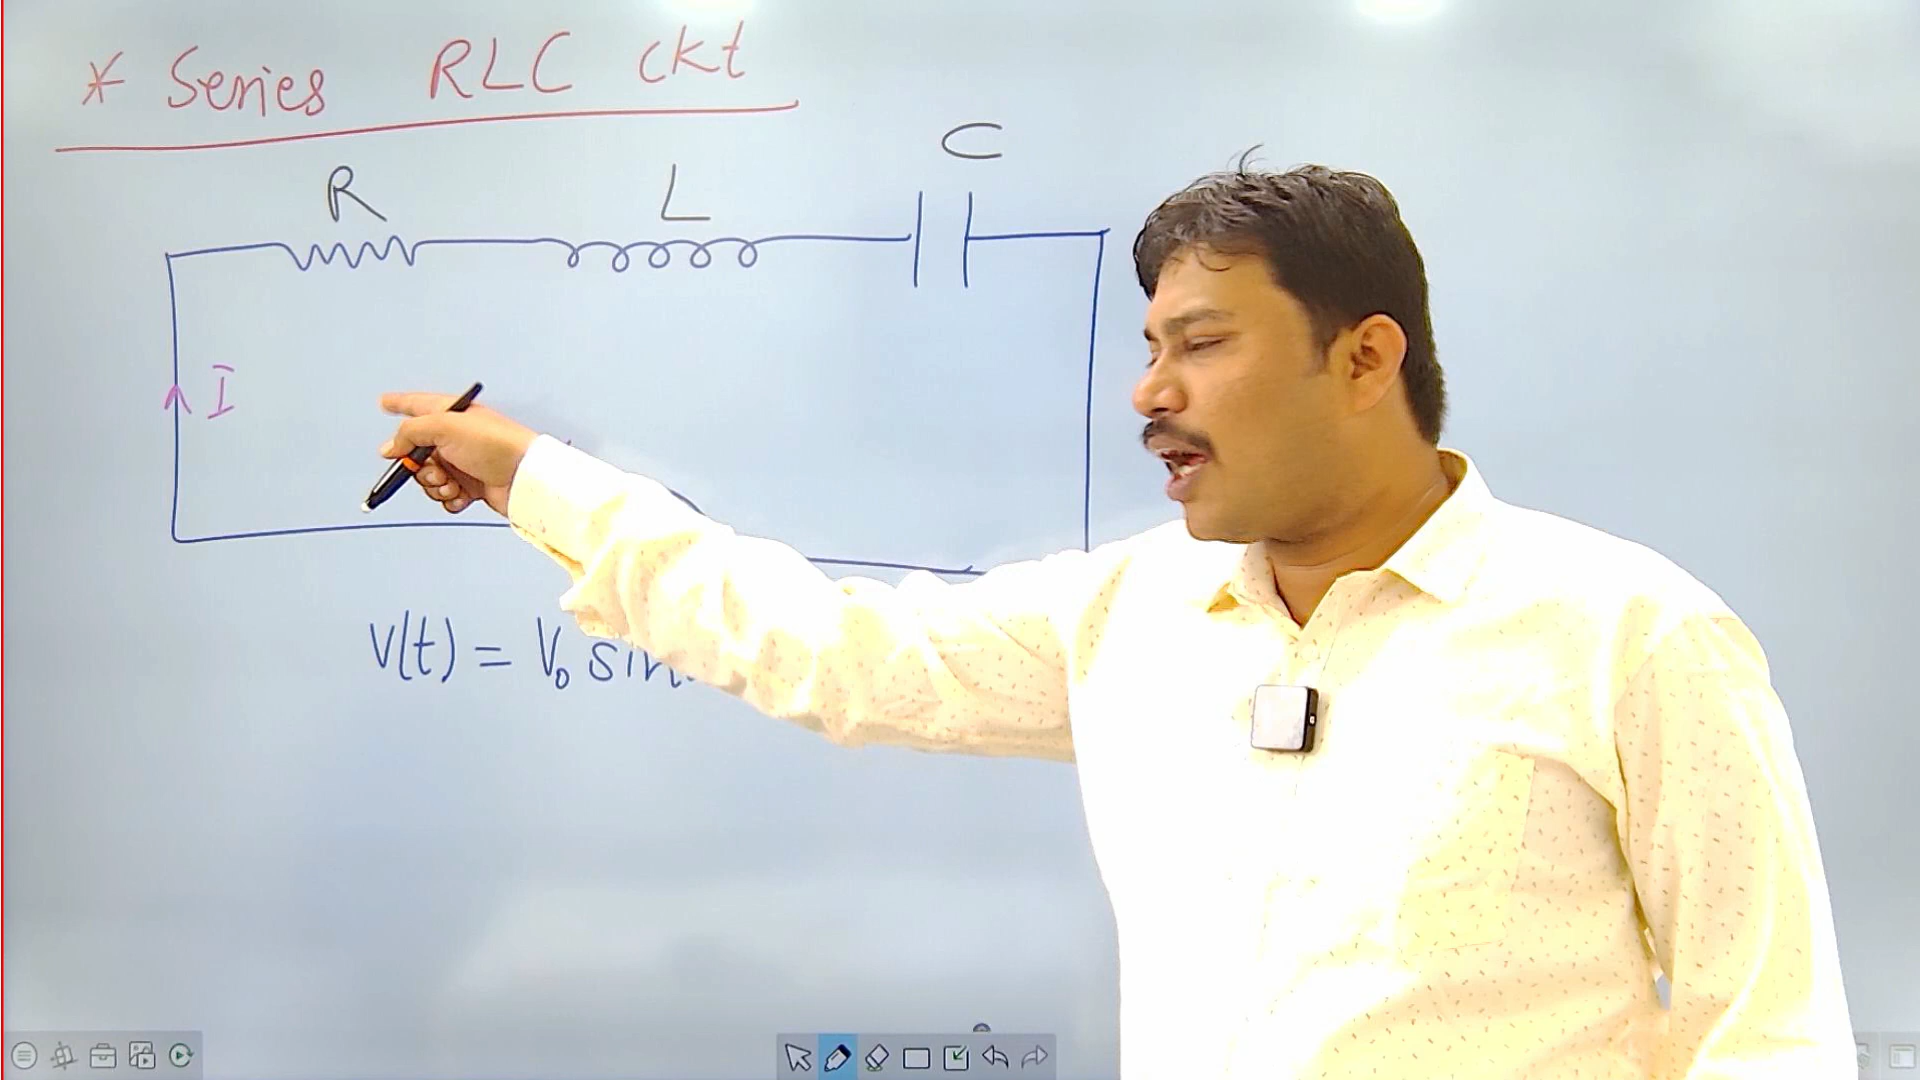 * Series RLC ckt
R L C
I
V(t) = V₀ sin